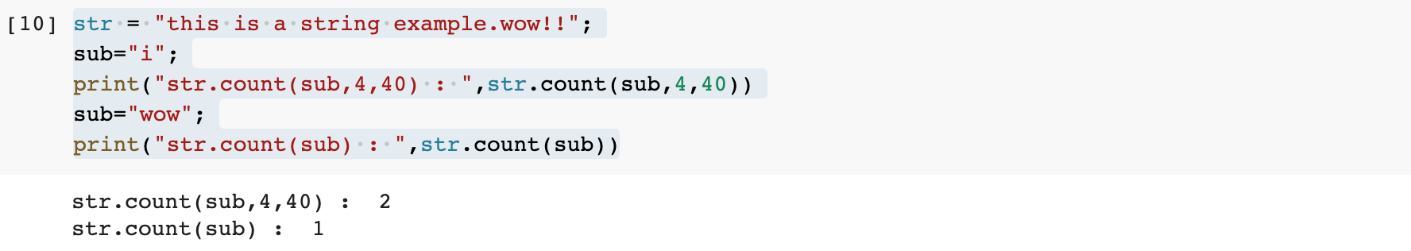 [10] str = "this is a string example.wow!!";
sub="i";
print("str.count(sub,4,40) : ",str.count(sub,4,40))
sub="wow";
print("str.count(sub) : ",str.count(sub))
str.count(sub,4,40) :  2
str.count(sub) :  1